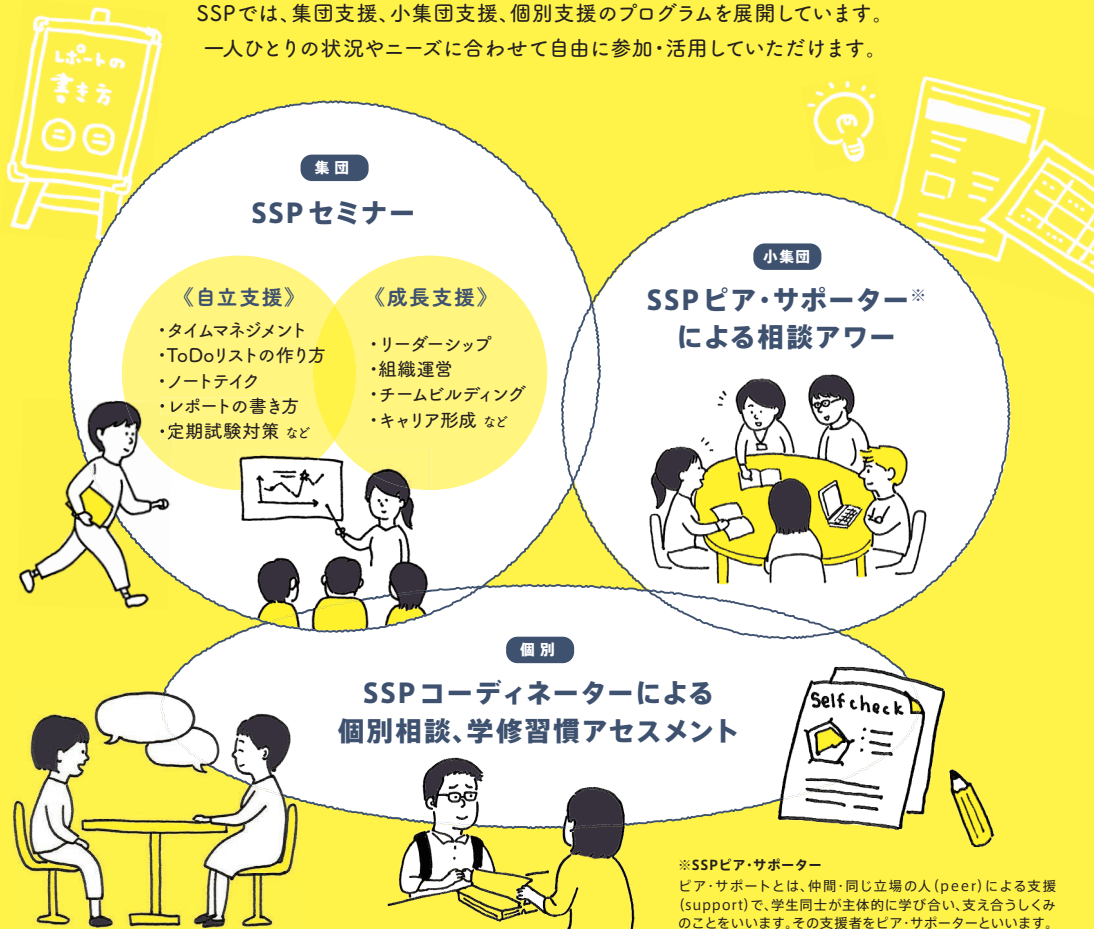 SSPでは、集団支援、小集団支援、個別支援のプログラムを展開しています。
一人ひとりの状況やニーズに合わせて自由に参加・活用していただけます。
レポートの
書き方
集団
SSPセミナー
《自立支援》
・タイムマネジメント
・ToDoリストの作り方
・ノートテイク
・レポートの書き方
・定期試験対策 など
《成長支援》
・リーダーシップ
・組織運営
・チームビルディング
・キャリア形成 など
小集団
SSPピア・サポーター※
による相談アワー
個別
SSPコーディネーターによる
個別相談、学修習慣アセスメント
Self check
※SSPピア・サポーター
ピア・サポートとは、仲間・同じ立場の人(peer)による支援
(support)で、学生同士が主体的に学び合い、支え合うしくみ
のことをいいます。その支援者をピア・サポーターといいます。